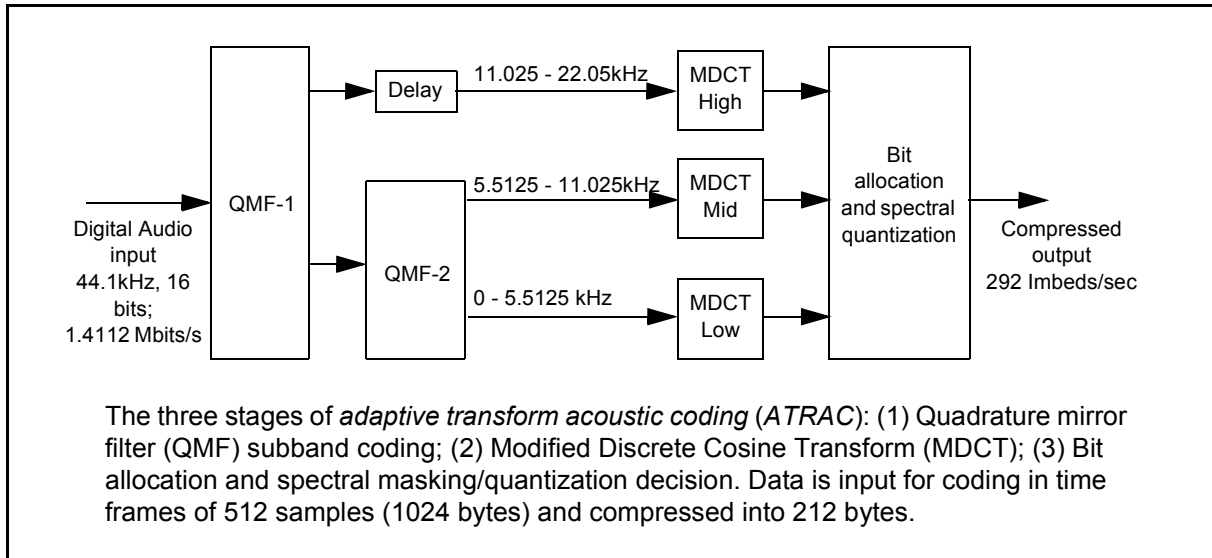 11.025 - 22.05kHz
Delay
MDCT
High
QMF-1
5.5125 - 11.025kHz
MDCT
Mid
Bit
allocation
and spectral
quantization
Digital Audio
input
44.1kHz, 16
bits;
1.4112 Mbits/s
QMF-2
0 - 5.5125 kHz
MDCT
Low
Compressed
output
292 Imbeds/sec
The three stages of adaptive transform acoustic coding (ATRAC): (1) Quadrature mirror
filter (QMF) subband coding; (2) Modified Discrete Cosine Transform (MDCT); (3) Bit
allocation and spectral masking/quantization decision. Data is input for coding in time
frames of 512 samples (1024 bytes) and compressed into 212 bytes.